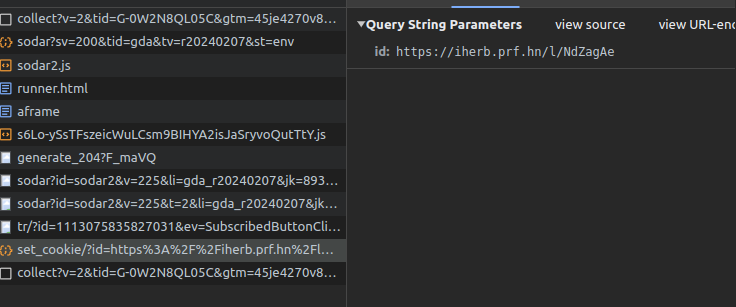 collect?v=2&tid=G-0W2N8QL05C&gtm=45je4270v8...
sodar?sv=200&tid=gda&tv=r20240207&st=env
sodar2.js
runner.html
aframe
s6Lo-ySsTFszeicWuLCsm9BIHYA2isJaSryvoQutTtY.js
generate_204?F_maVQ
sodar?id=sodar2&v=225&li=gda_r20240207&jk=893...
sodar?id=sodar2&v=225&t=2&li=gda_r20240207&jk...
tr/?id=1113075835827031&ev=SubscribedButtonCli...
set_cookie/?id=https%3A%2F%2Fiherb.prf.hn%2Fl...
collect?v=2&tid=G-0W2N8QL05C&gtm=45je4270v8...
▼Query String Parameters view source view URL-enc
id: https://iherb.prf.hn/l/NdZagAe